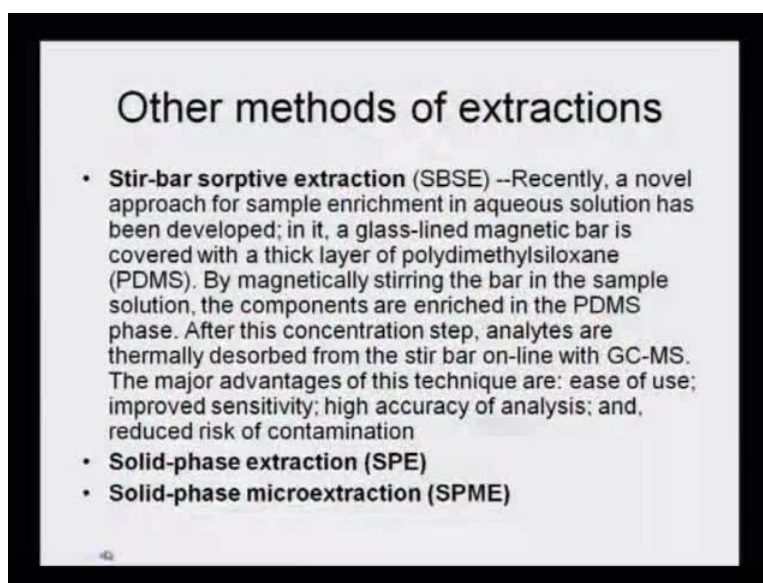 Other methods of extractions
• Stir-bar sorptive extraction (SBSE) --Recently, a novel
approach for sample enrichment in aqueous solution has
been developed; in it, a glass-lined magnetic bar is
covered with a thick layer of polydimethylsiloxane
(PDMS). By magnetically stirring the bar in the sample
solution, the components are enriched in the PDMS
phase. After this concentration step, analytes are
thermally desorbed from the stir bar on-line with GC-MS.
The major advantages of this technique are: ease of use;
improved sensitivity; high accuracy of analysis; and,
reduced risk of contamination
• Solid-phase extraction (SPE)
• Solid-phase microextraction (SPME)